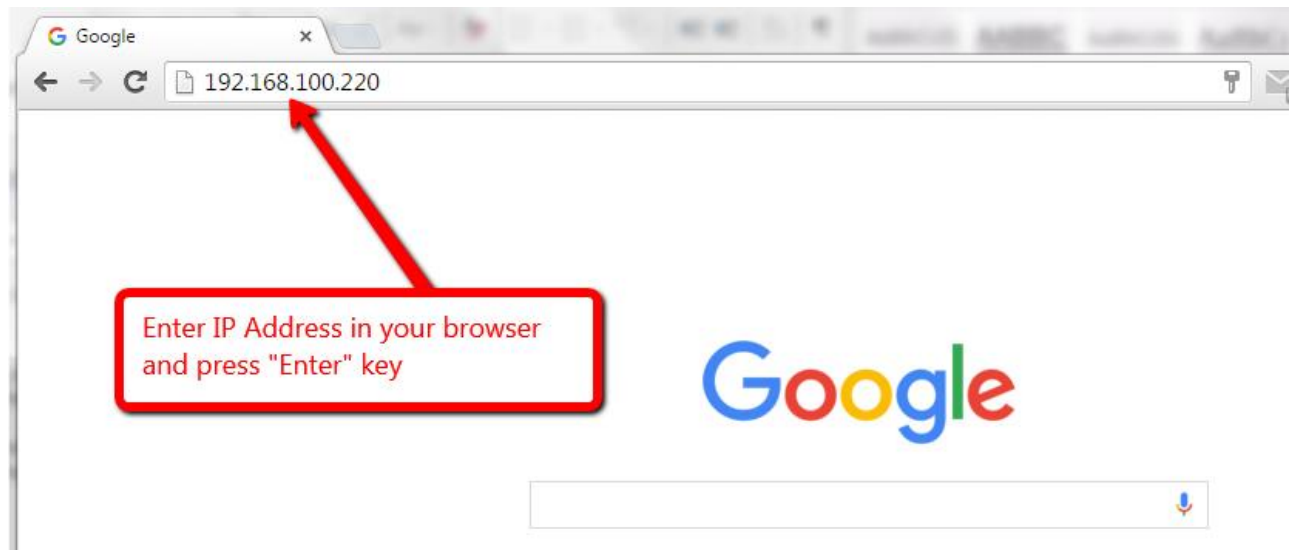 Google
192.168.100.220
Enter IP Address in your browser
and press "Enter" key
Google